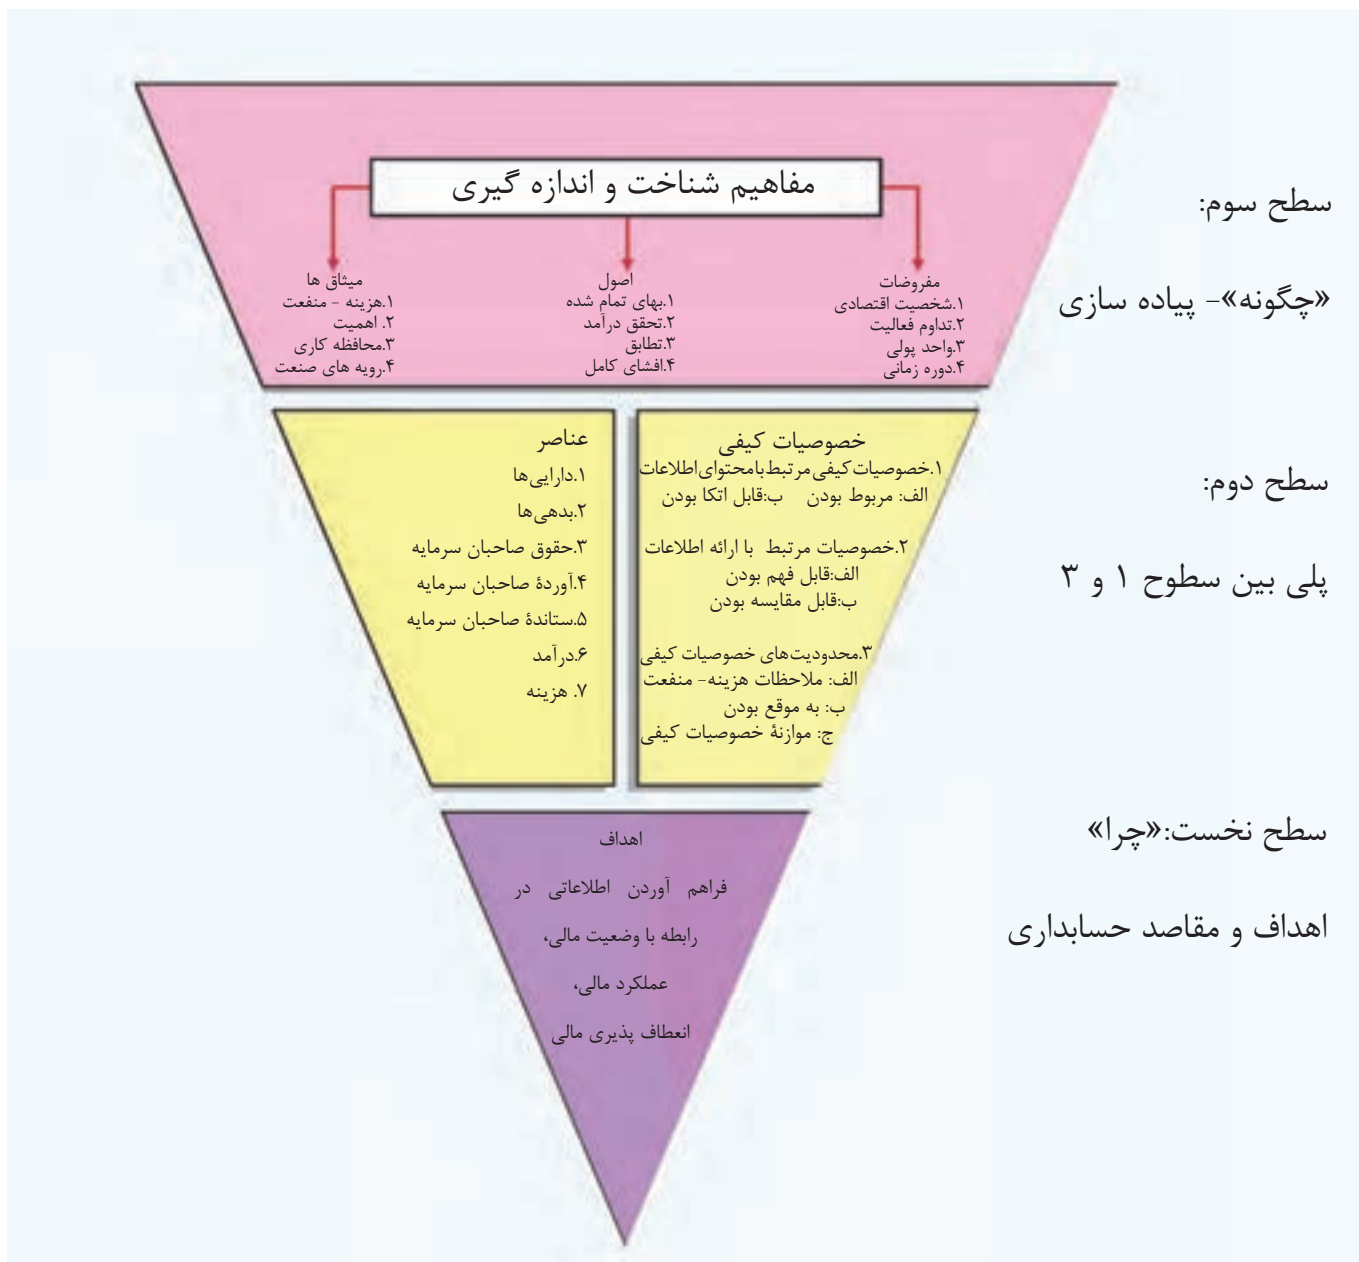 مفاهیم شناخت و اندازه گیری
سطح سوم:
«چگونه»- پیاده سازی
مفروضات
۱.شخصیت اقتصادی
۲.تداوم فعالیت
۳.واحد پولی
۴.دوره زمانی
اصول
۱.بهای تمام شده
۲.تحقق درآمد
۳.تطابق
۴.افشای کامل
میثاق ها
۱.هزینه - منفعت
۲. اهمیت
۳.محافظه کاری
۴.رویه های صنعت
سطح دوم:
پلی بین سطوح ۱ و ۳
خصوصیات کیفی
۱.خصوصیات کیفی مرتبط با محتوای اطلاعات
الف: مربوط بودن ب:قابل اتکا بودن
۲.خصوصیات مرتبط با ارائه اطلاعات
الف:قابل فهم بودن
ب:قابل مقایسه بودن
۳.محدودیت‌های خصوصیات کیفی
الف: ملاحظات هزینه- منفعت
ب: به موقع بودن
ج: موازنۀ خصوصیات کیفی
عناصر
۱.دارایی‌ها
۲.بدهی‌ها
۳.حقوق صاحبان سرمایه
۴.آوردۀ صاحبان سرمایه
۵.ستاندۀ صاحبان سرمایه
۶.درآمد
۷. هزینه
سطح نخست:«چرا»
اهداف و مقاصد حسابداری
اهداف
فراهم آوردن اطلاعاتی در
رابطه با وضعیت مالی،
عملکرد مالی،
انعطاف پذیری مالی